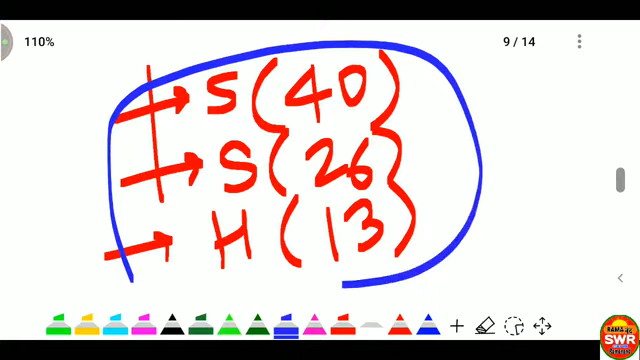 110%
9 / 14
S (40)
S (26)
H (13)
SWR